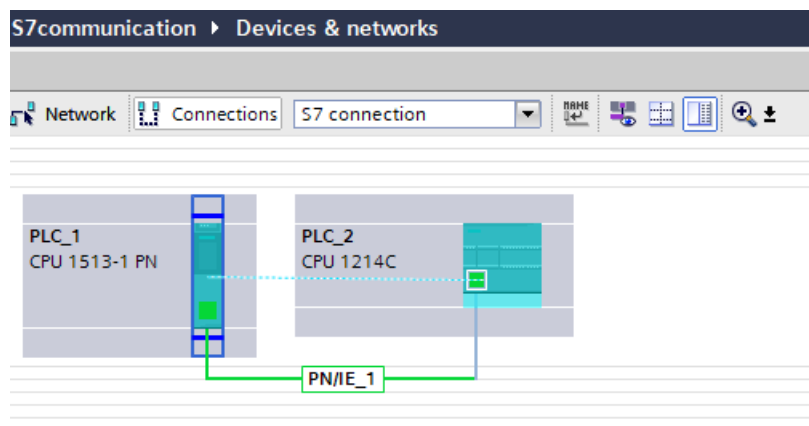 S7communication ▸ Devices & networks
Network Connections S7 connection NAME
PLC_1
CPU 1513-1 PN
PLC_2
CPU 1214C
PN/IE_1